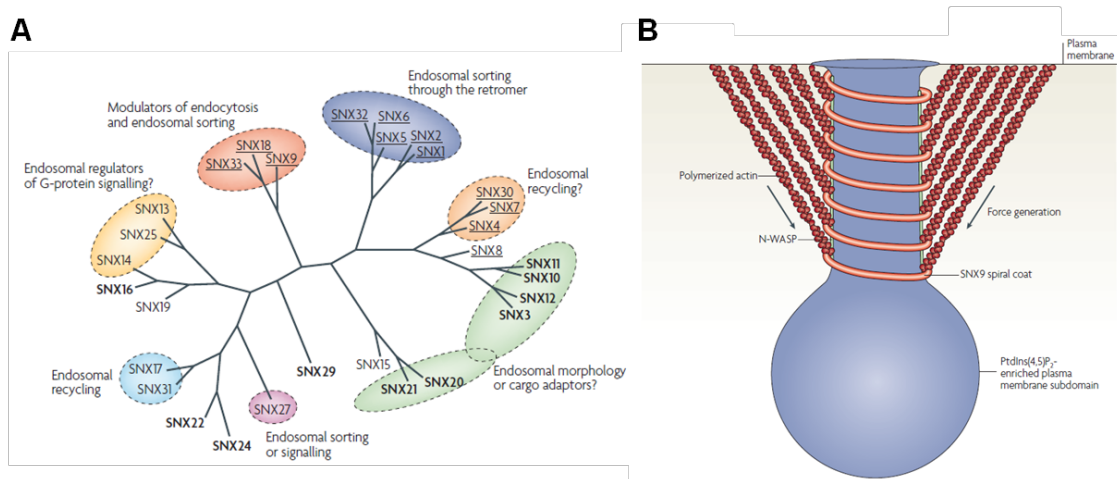 A
Endosomal sorting
through the retromer
Modulators of endocytosis
and endosomal sorting
SNX32
SNX6
SNX5
SNX2
SNX1
SNX18
SNX33
SNX9
Endosomal regulators
of G-protein signalling?
SNX13
SNX25
SNX14
SNX16
SNX19
Endosomal
recycling?
SNX30
SNX7
SNX4
SNX8
SNX11
SNX10
SNX12
SNX3
Endosomal
recycling
SNX17
SNX31
SNX22
SNX24
SNX27
Endosomal sorting
or signalling
SNX29
SNX15
SNX21
SNX20
Endosomal morphology
or cargo adaptors?
B
Plasma
membrane
Polymerized actin
N-WASP
Force generation
SNX9 spiral coat
PtdIns(4,5)P₂-
enriched plasma
membrane subdomain